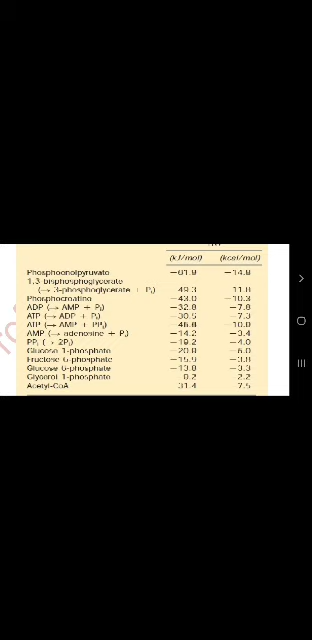 (kJ/mol) (kcal/mol)
Phosphoenolpyruvate −61.9 −14.8
1,3-bisphosphoglycerate
(→ 3-phosphoglycerate + Pi) 49.3 11.8
Phosphocreatine −43.0 −10.3
ADP (→ AMP + Pi) −32.8 −7.8
ATP (→ ADP + Pi) −30.5 −7.3
ATP (→ AMP + PPi) −45.6 −10.9
AMP (→ adenosine + Pi) −14.2 −3.4
PPi (→ 2Pi) −19.2 −4.0
Glucose 1-phosphate −20.9 −5.0
Fructose 6-phosphate −15.9 −3.8
Glucose 6-phosphate −13.8 −3.3
Glycerol 1-phosphate 9.2 2.2
Acetyl-CoA 31.4 7.5